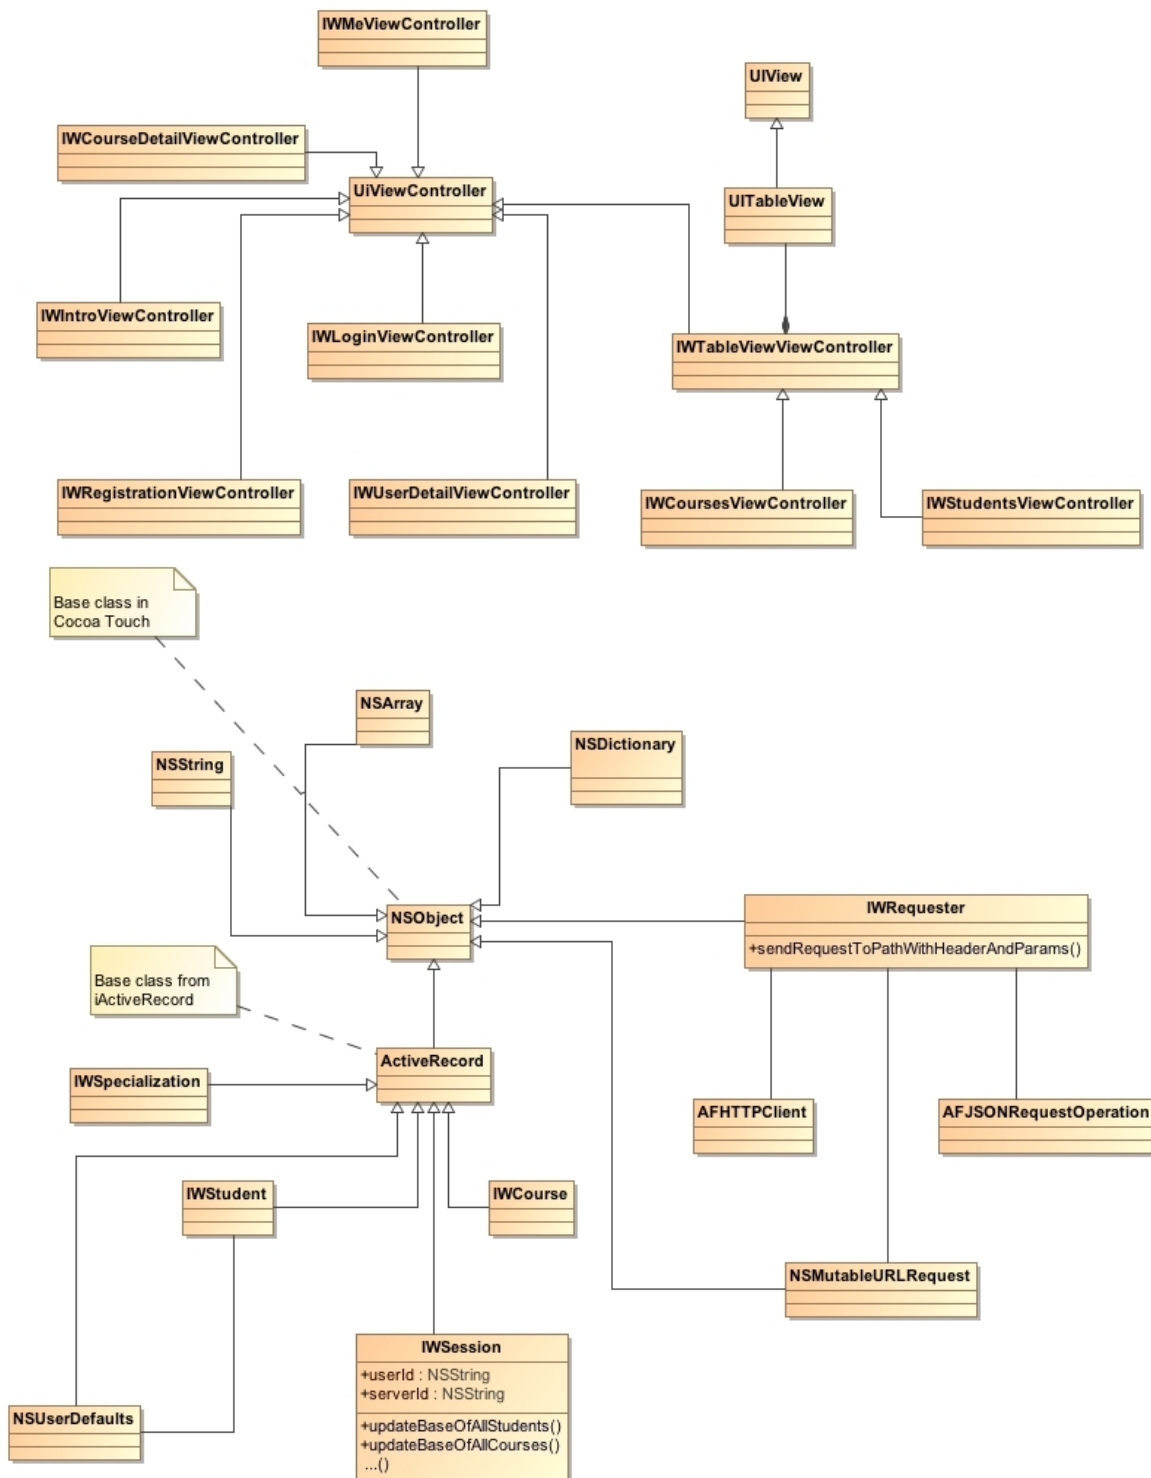 IWMeViewController
UIView
IWCourseDetailViewController
UiViewController
UITableView
IWIntroViewController
IWLoginViewController
IWTableViewViewController
IWRegistrationViewController
IWUserDetailViewController
IWCoursesViewController
IWStudentsViewController
Base class in
Cocoa Touch
NSArray
NSDictionary
NSString
IWRequester
NSObject
+sendRequestToPathWithHeaderAndParams()
Base class from
iActiveRecord
ActiveRecord
IWSpecialization
AFHTTPClient
AFJSONRequestOperation
IWStudent
IWCourse
NSMutableURLRequest
IWSession
+userId : NSString
+serverId : NSString
NSUserDefaults
+updateBaseOfAllStudents()
+updateBaseOfAllCourses()
...()